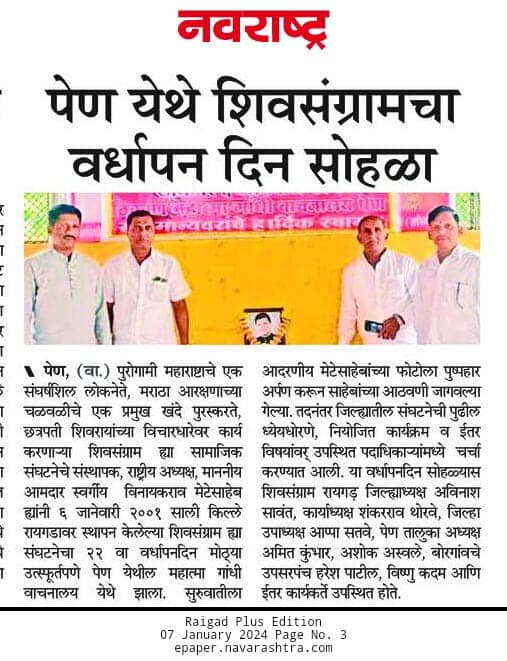 नवराष्ट्र
पेण येथे शिवसंग्रामचा
वर्धापन दिन सोहळा
महात्मा गांधी वाचनालय पेण
मान्यवरांचे हार्दिक स्वागत
पेण, (वा.) पुरोगामी महाराष्टाचे एक
संघर्षशिल लोकनेते, मराठा आरक्षणाच्या
चळवळीचे एक प्रमुख खंदे पुरस्करते,
छत्रपती शिवरायांच्या विचारधारेवर कार्य
करणाऱ्या शिवसंग्राम ह्या सामाजिक
संघटनेचे संस्थापक, राष्ट्रीय अध्यक्ष, माननीय
आमदार स्वर्गीय विनायकराव मेटेसाहेब
ह्यांनी ६ जानेवारी २००१ साली किल्ले
रायगडावर स्थापन केलेल्या शिवसंग्राम ह्या
संघटनेचा २२ वा वर्धापनदिन मोठ्या
उत्स्फूर्तपणे पेण येथील महात्मा गांधी
वाचनालय येथे झाला. सुरुवातीला
आदरणीय मेटेसाहेबांच्या फोटोला पुष्पहार
अर्पण करून साहेबांच्या आठवणी जागवल्या
गेल्या. तदनंतर जिल्ह्यातील संघटनेची पुढील
ध्येयधोरणे, नियोजित कार्यक्रम व ईतर
विषयांवर् उपस्थित पदाधिकाऱ्यांमध्ये चर्चा
करण्यात आली. या वर्धापनदिन सोहळ्यास
शिवसंग्राम रायगड जिल्ह्याध्यक्ष अविनाश
सावंत, कार्याध्यक्ष शंकरराव थोरवे, जिल्हा
उपाध्यक्ष आप्पा सतवे, पेण तालुका अध्यक्ष
अमित कुंभार, अशोक अस्वले, बोरगांवचे
उपसरपंच हरेश पाटील, विष्णु कदम आणि
ईतर कार्यकर्ते उपस्थित होते.
Raigad Plus Edition
07 January 2024 Page No. 3
epaper.navarashtra.com